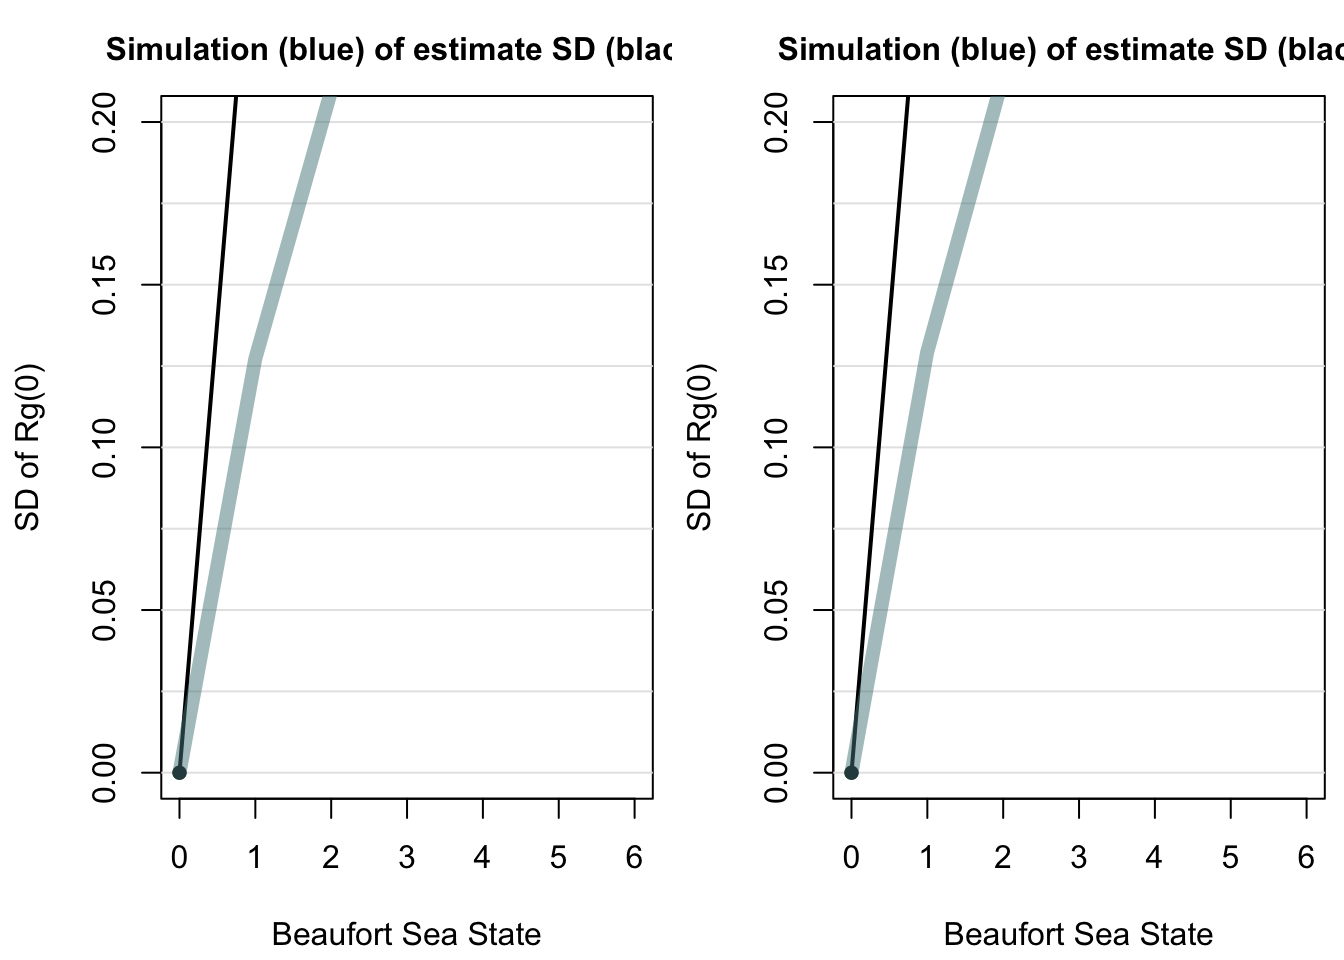 Simulation (blue) of estimate SD (blac
SD of Rg(0)
0.20
0.15
0.10
0.05
0.00
0 1 2 3 4 5 6
Beaufort Sea State
Simulation (blue) of estimate SD (blac
SD of Rg(0)
0.20
0.15
0.10
0.05
0.00
0 1 2 3 4 5 6
Beaufort Sea State